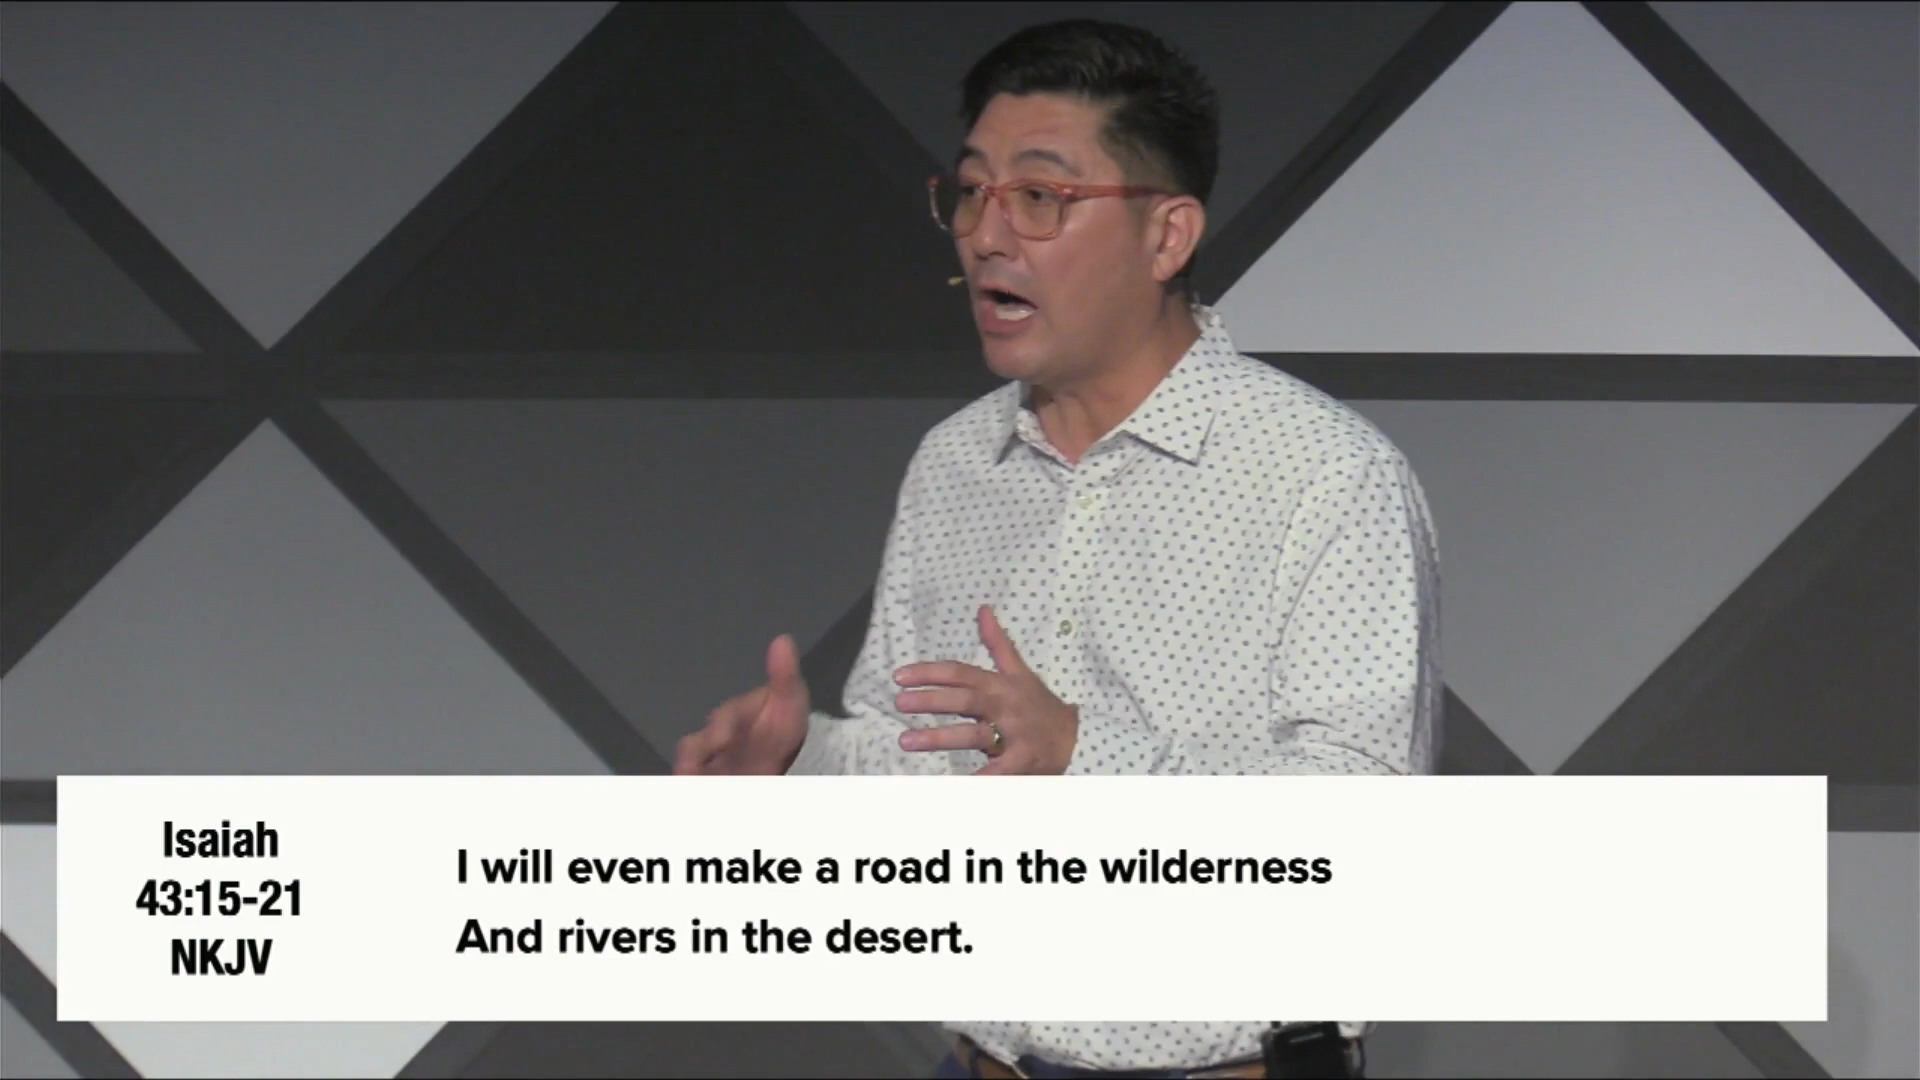 Isaiah
43:15-21
NKJV
I will even make a road in the wilderness
And rivers in the desert.